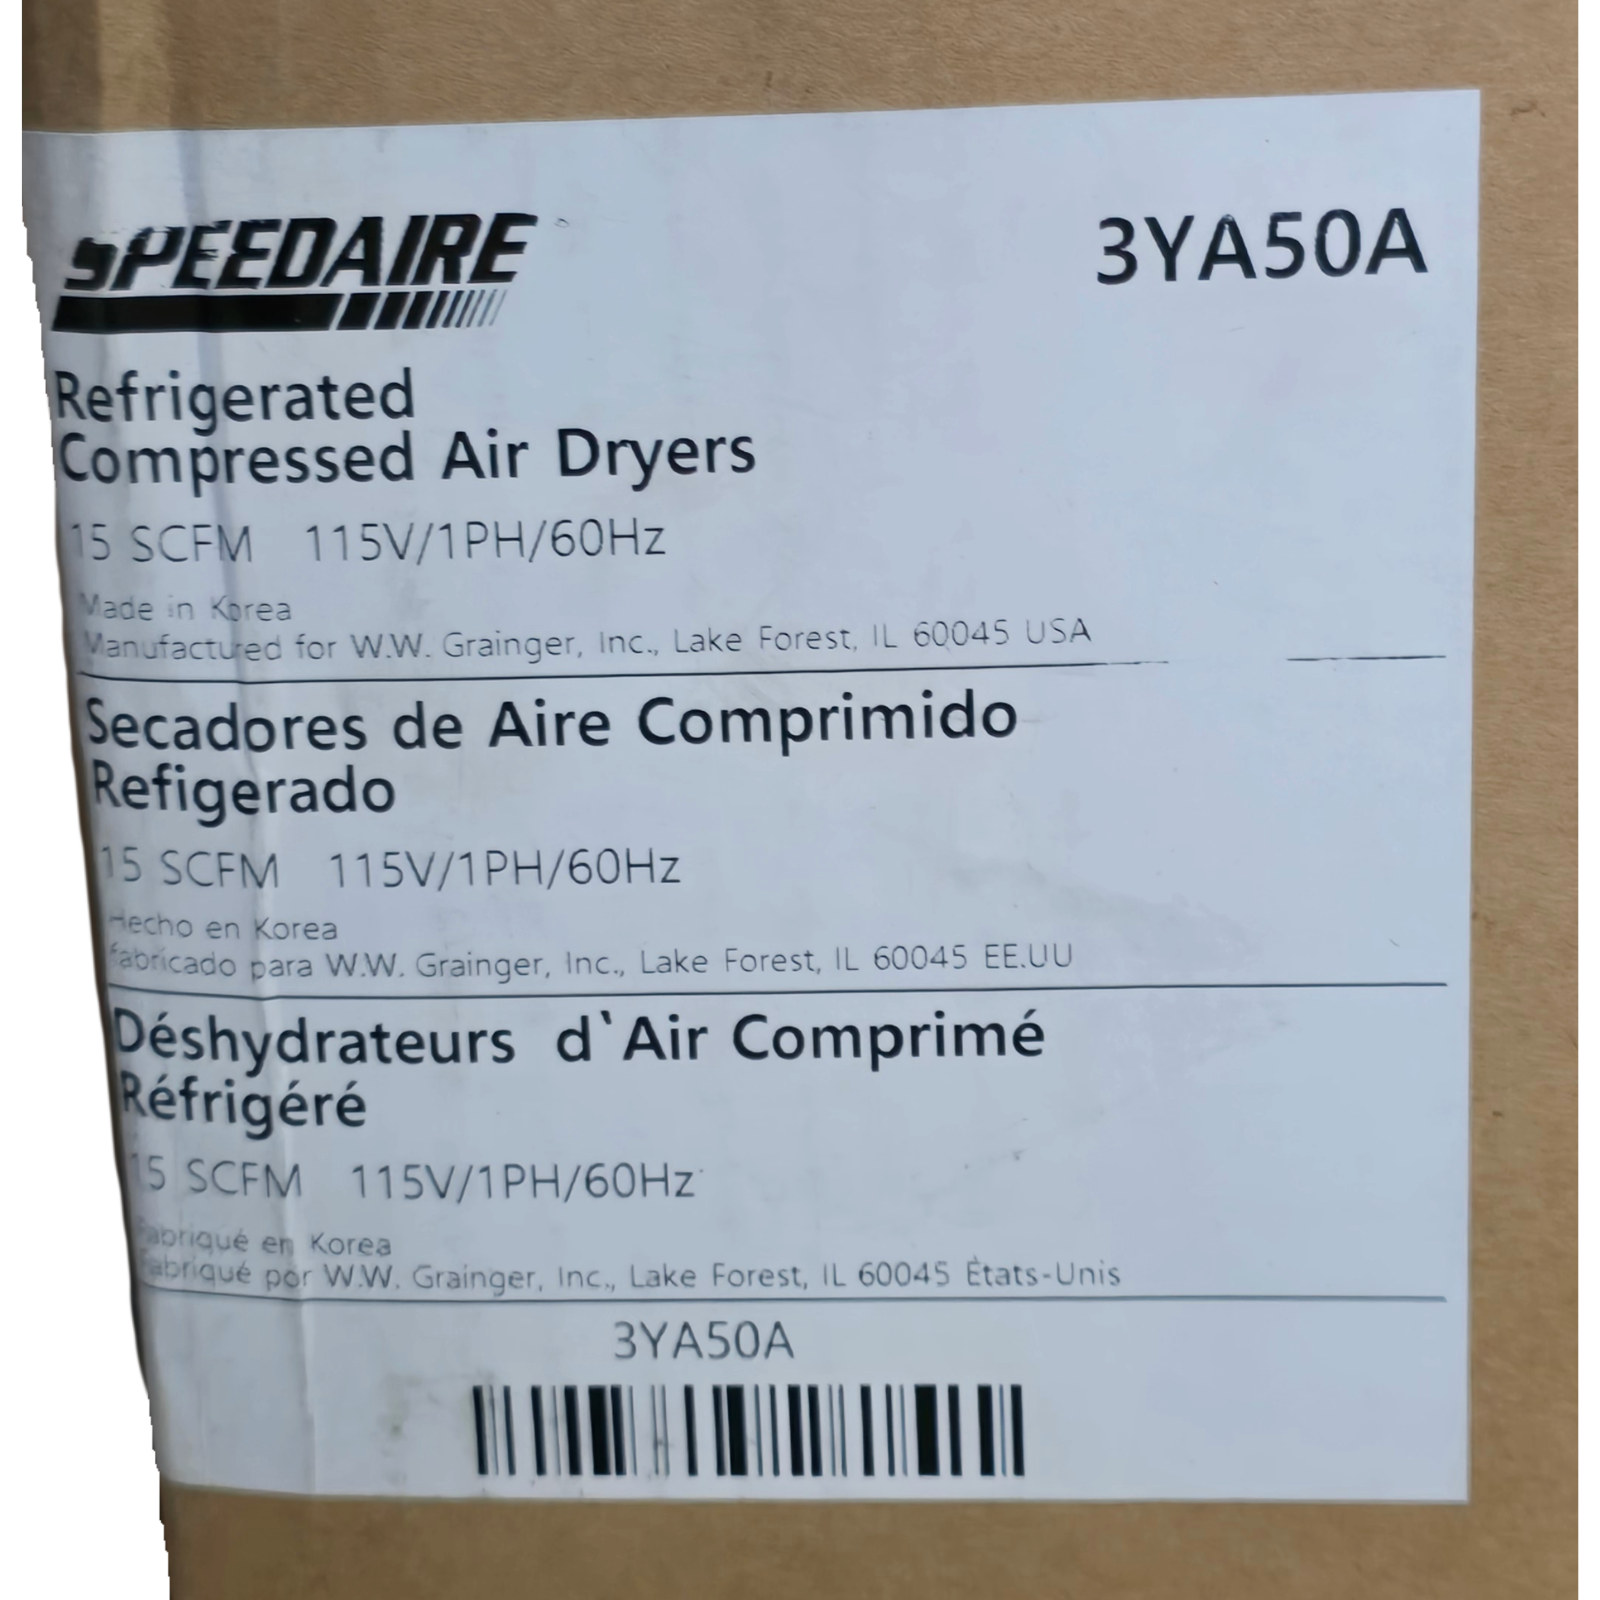 SPEEDAIRE 3YA50A
Refrigerated
Compressed Air Dryers
15 SCFM 115V/1PH/60Hz
Made in Korea
Manufactured for W.W. Grainger, Inc., Lake Forest, IL 60045 USA
Secadores de Aire Comprimido
Refigerado
15 SCFM 115V/1PH/60Hz
Hecho en Korea
fabricado para W.W. Grainger, Inc., Lake Forest, IL 60045 EE.UU
Déshydrateurs d`Air Comprimé
Réfrigéré
15 SCFM 115V/1PH/60Hz
Fabriqué en Korea
Fabriqué por W.W. Grainger, Inc., Lake Forest, IL 60045 États-Unis
3YA50A